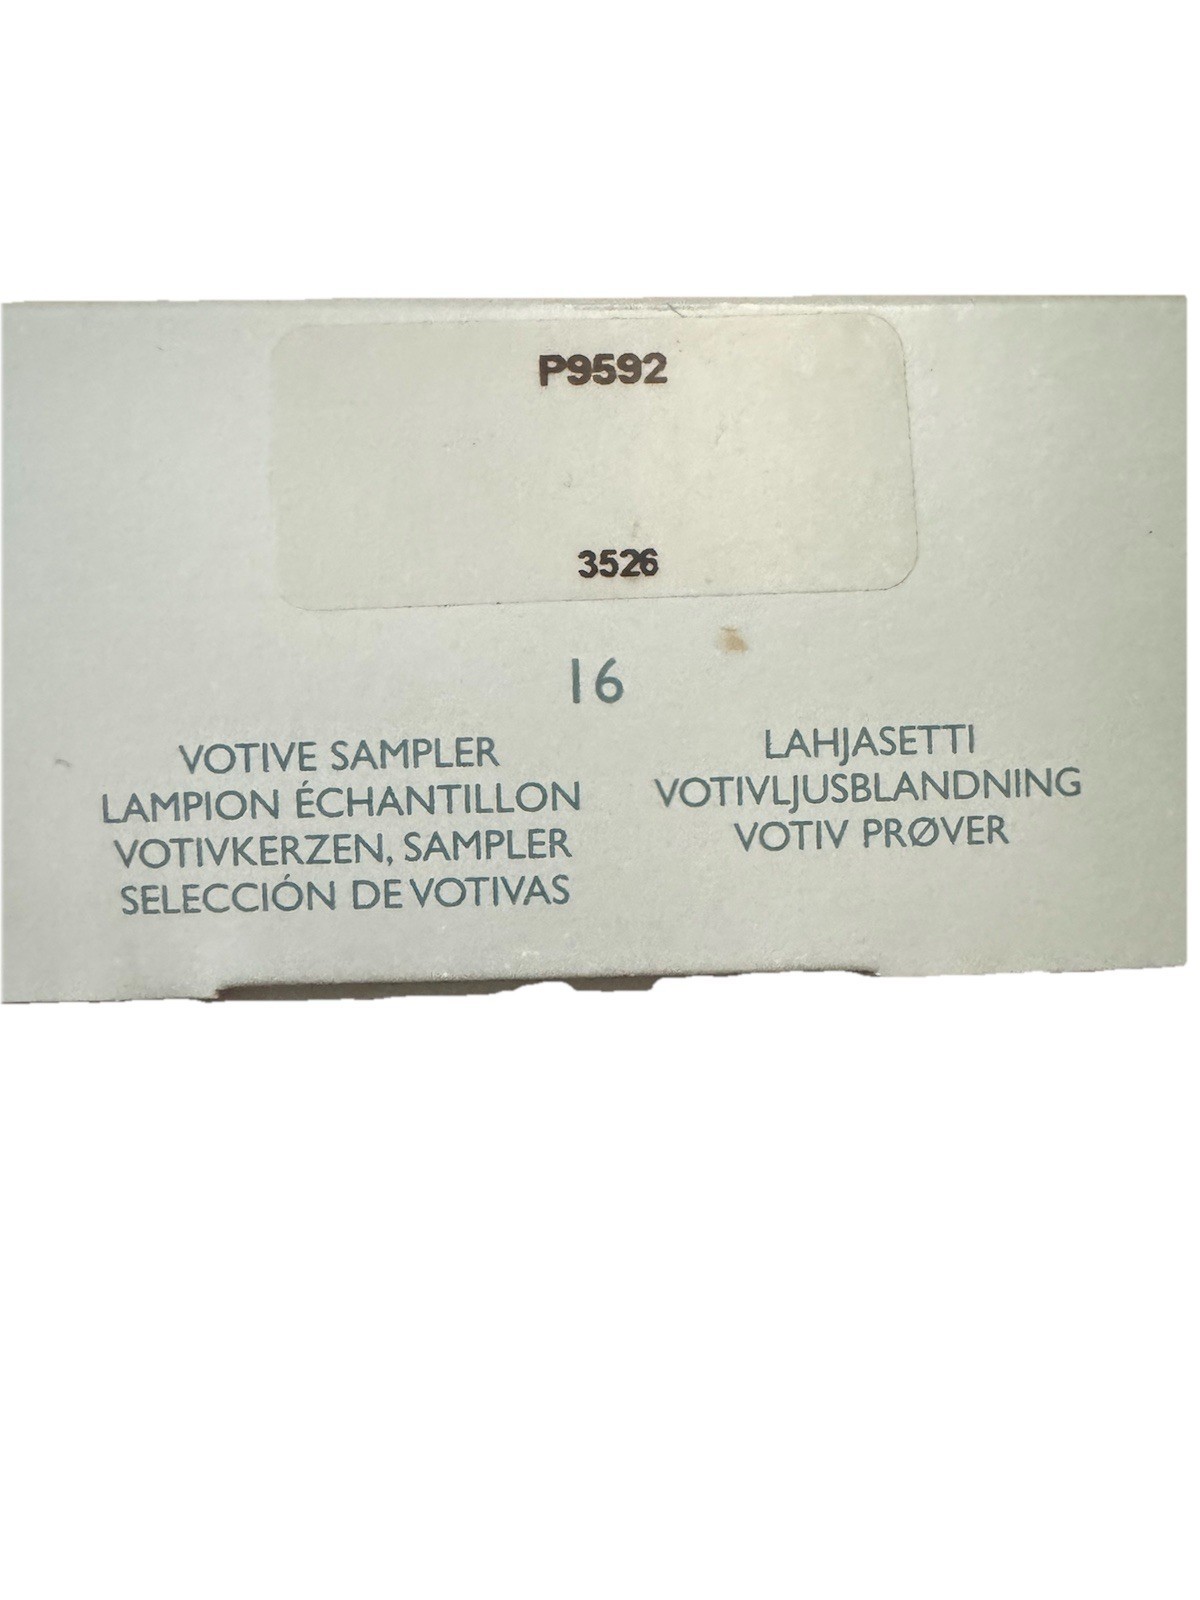 P9592
3526
16
VOTIVE SAMPLER
LAMPION ÉCHANTILLON
VOTIVKERZEN, SAMPLER
SELECCIÓN DE VOTIVAS
LAHJASETTI
VOTIVLJUSBLANDNING
VOTIV PRØVER